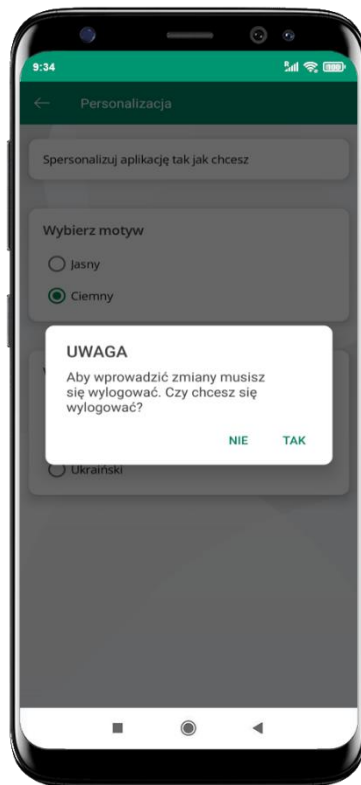 9:34
Personalizacja
Spersonalizuj aplikację tak jak chcesz
Wybierz motyw
Jasny
Ciemny
UWAGA
Aby wprowadzić zmiany musisz
się wylogować. Czy chcesz się
wylogować?
NIE TAK
Ukraiński